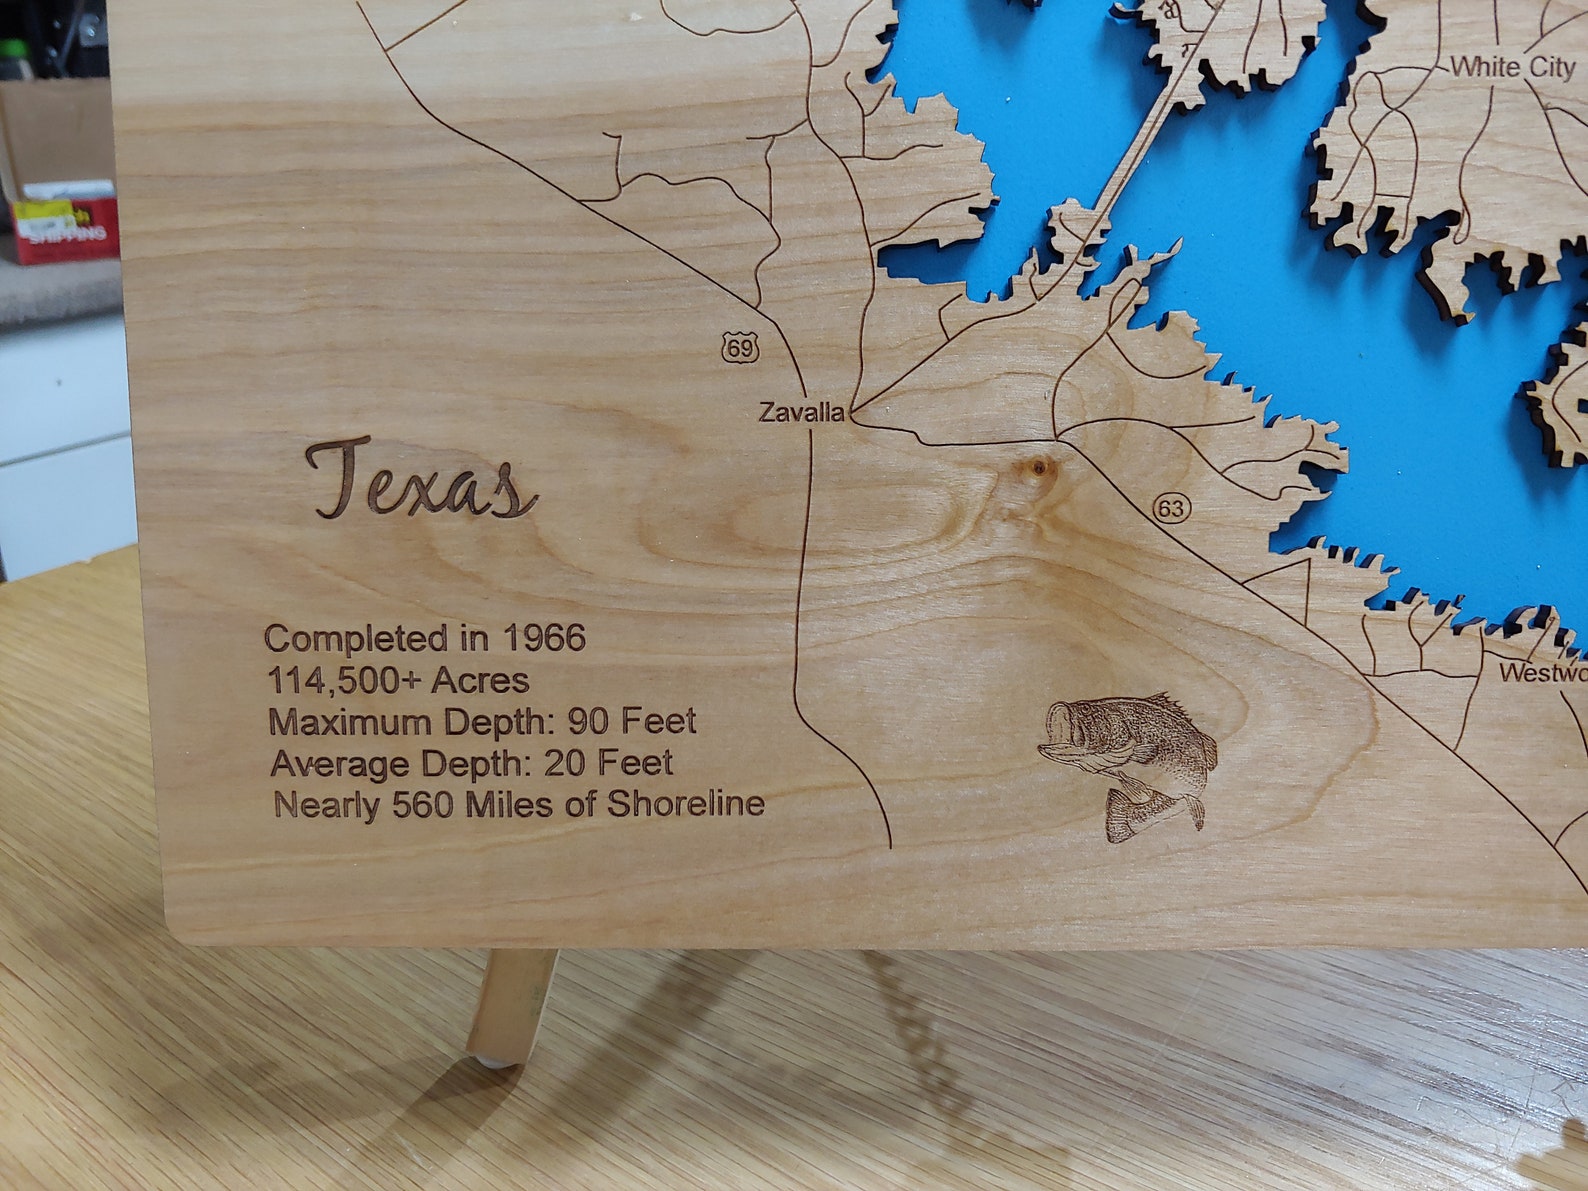 White City
69
Zavalla
Texas
63
Completed in 1966
114,500+ Acres
Maximum Depth: 90 Feet
Average Depth: 20 Feet
Nearly 560 Miles of Shoreline
SHIPPING